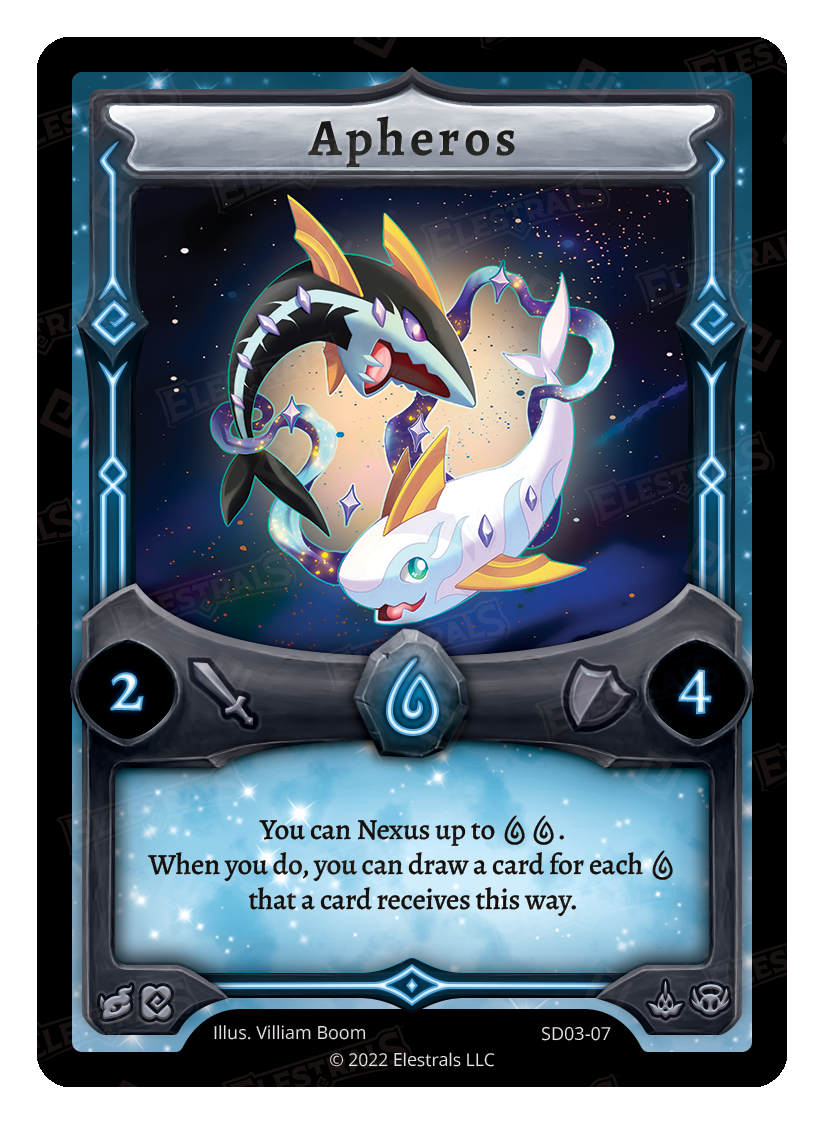 Apheros
2
4
You can Nexus up to .
When you do, you can draw a card for each
that a card receives this way.
Illus. Villiam Boom
SD03-07
© 2022 Elestrals LLC
ELESTRALS